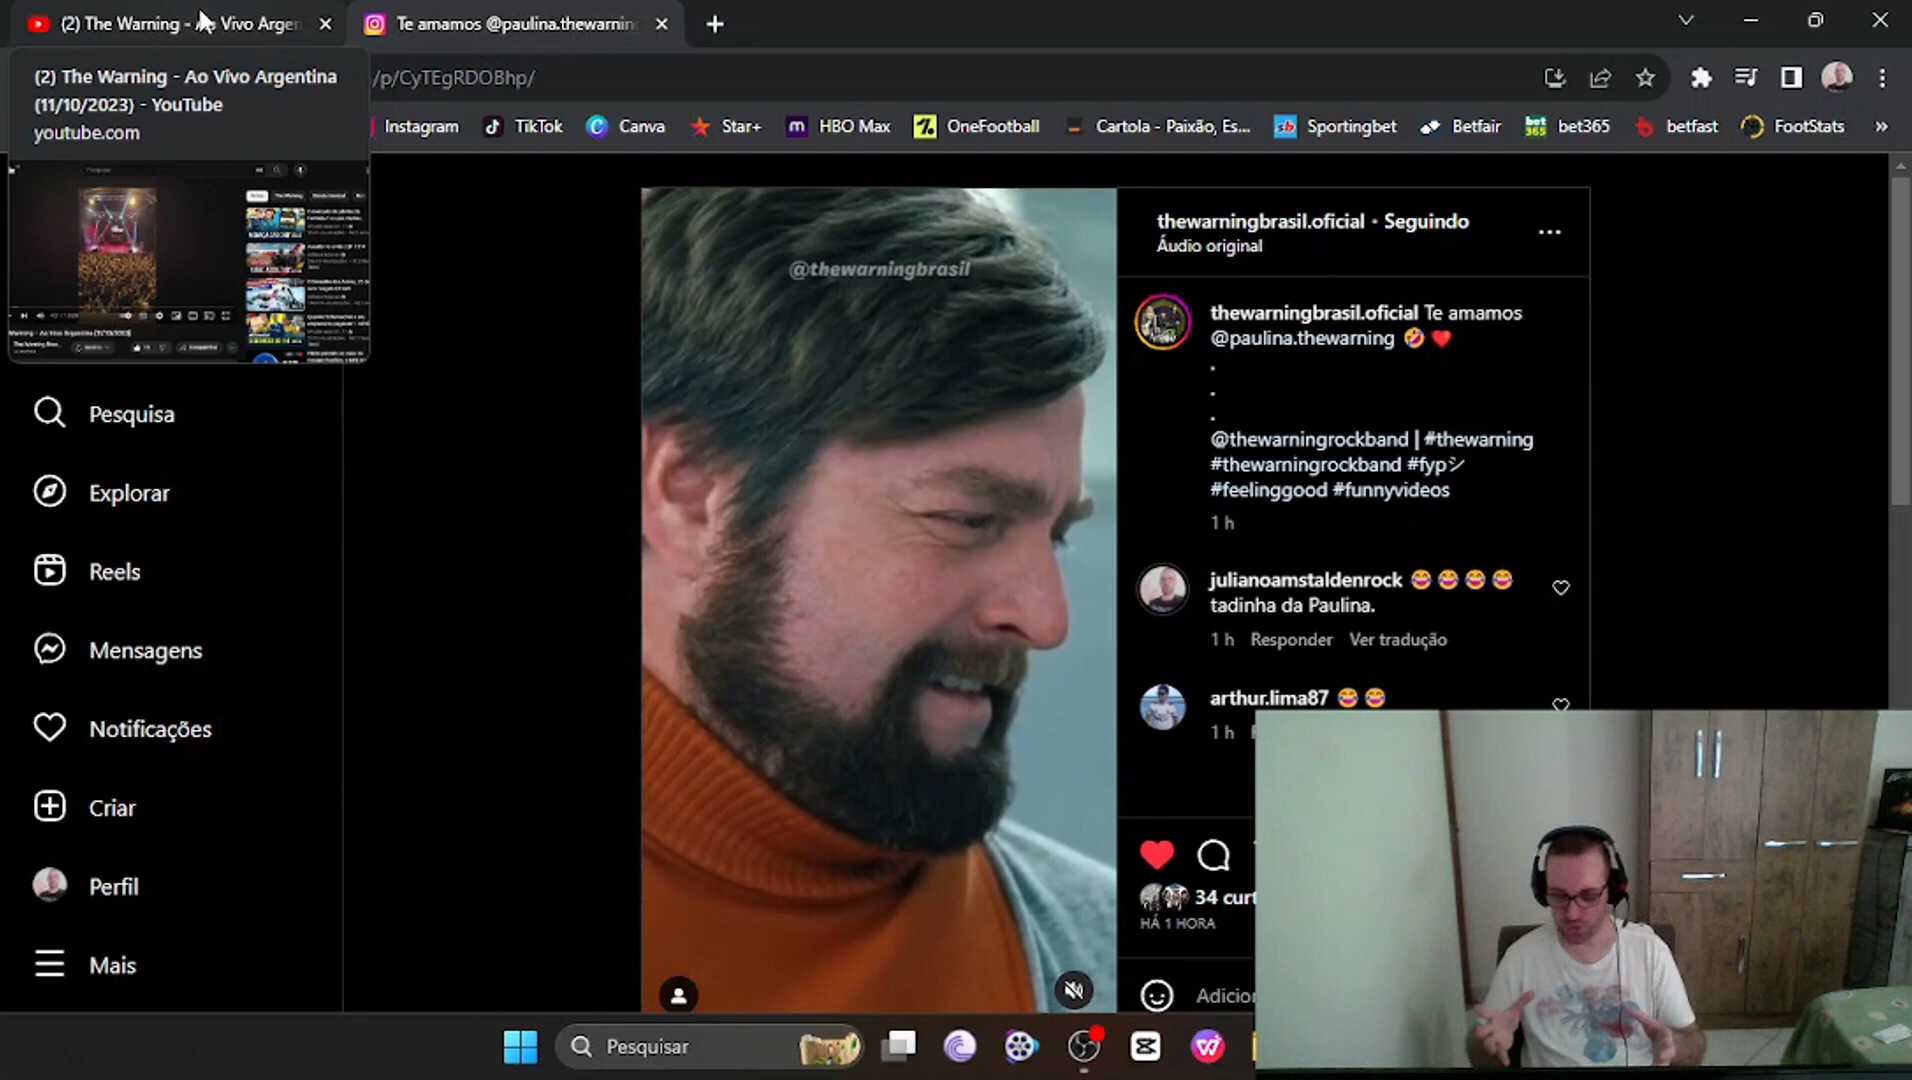 (2) The Warning - Ao Vivo Argen
Te amamos @paulina.thewarnin
(2) The Warning - Ao Vivo Argentina
(11/10/2023) - YouTube
youtube.com
/p/CyTEgRDOBhp/
Instagram
TikTok
Canva
Star+
HBO Max
OneFootball
Cartola - Paixão, Es...
Sportingbet
Betfair
bet365
betfast
FootStats
»
Pesquisa
Explorar
Reels
Mensagens
Notificações
Criar
Perfil
Mais
@thewarningbrasil
thewarningbrasil.oficial • Seguindo
Áudio original
thewarningbrasil.oficial Te amamos
@paulina.thewarning 🤣 ❤️
.
.
.
@thewarningrockband | #thewarning
#thewarningrockband #fypシ
#feelinggood #funnyvideos
1 h
julianoamstaldenrock 😂 😂 😂 😂
tadinha da Paulina.
1 h Responder Ver tradução
arthur.lima87 😂 😂
1 h
34 curt
HÁ 1 HORA
Adicion
Pesquisar